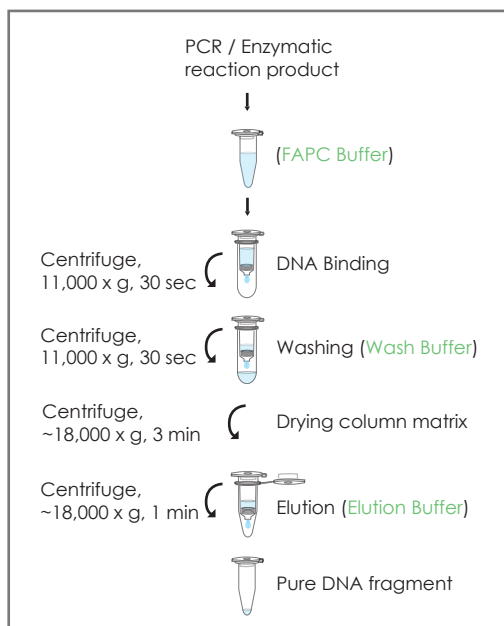 PCR / Enzymatic
reaction product
(FAPC Buffer)
Centrifuge,
11,000 x g, 30 sec
DNA Binding
Centrifuge,
11,000 x g, 30 sec
Washing (Wash Buffer)
Centrifuge,
~18,000 x g, 3 min
Drying column matrix
Centrifuge,
~18,000 x g, 1 min
Elution (Elution Buffer)
Pure DNA fragment